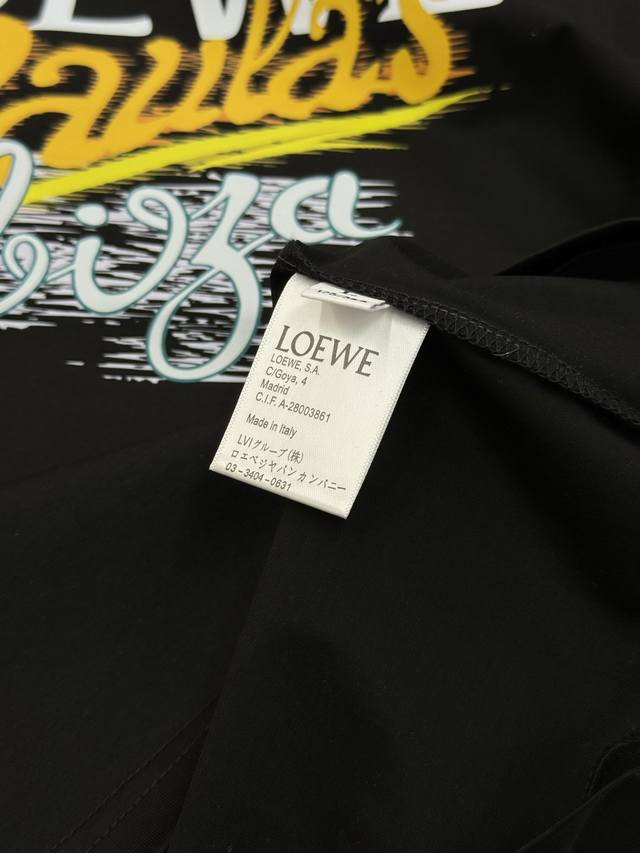 Paula's
Ibiza
LOEWE
LOEWE, S.A.
C/Goya, 4
Madrid
C.I.F. A-28003861
Made in Italy
LVIグループ(株)
ロエベジャパン カンパニー
03-3404-0631